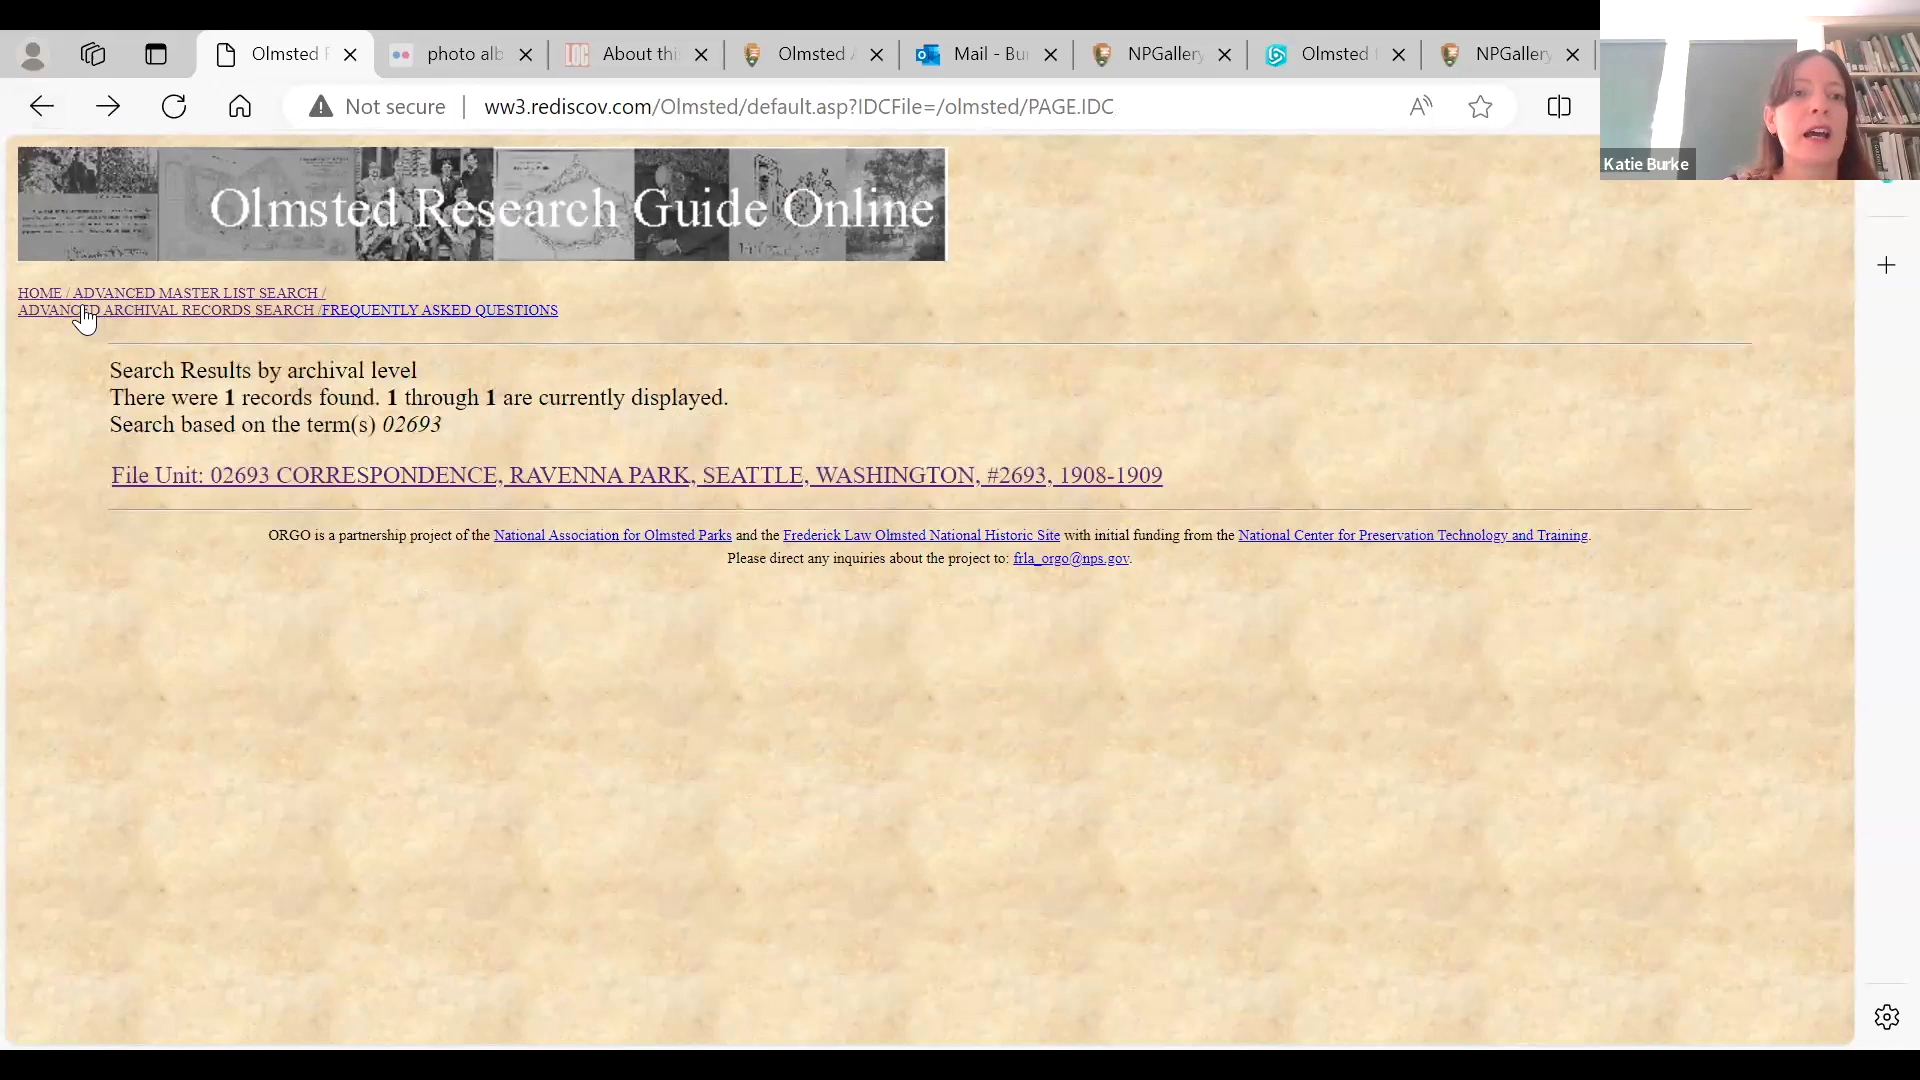 Olmsted F
photo alb
LOC
About thi
Olmsted
Mail - Bu
NPGallery
Olmsted
NPGallery
Not secure
ww3.rediscov.com/Olmsted/default.asp?IDCFile=/olmsted/PAGE.IDC
Katie Burke
Olmsted Research Guide Online
HOME / ADVANCED MASTER LIST SEARCH /
ADVANCED ARCHIVAL RECORDS SEARCH /FREQUENTLY ASKED QUESTIONS
Search Results by archival level
There were 1 records found. 1 through 1 are currently displayed.
Search based on the term(s) 02693
File Unit: 02693 CORRESPONDENCE, RAVENNA PARK, SEATTLE, WASHINGTON, #2693, 1908-1909
ORGO is a partnership project of the National Association for Olmsted Parks and the Frederick Law Olmsted National Historic Site with initial funding from the National Center for Preservation Technology and Training.
Please direct any inquiries about the project to: frla_orgo@nps.gov.